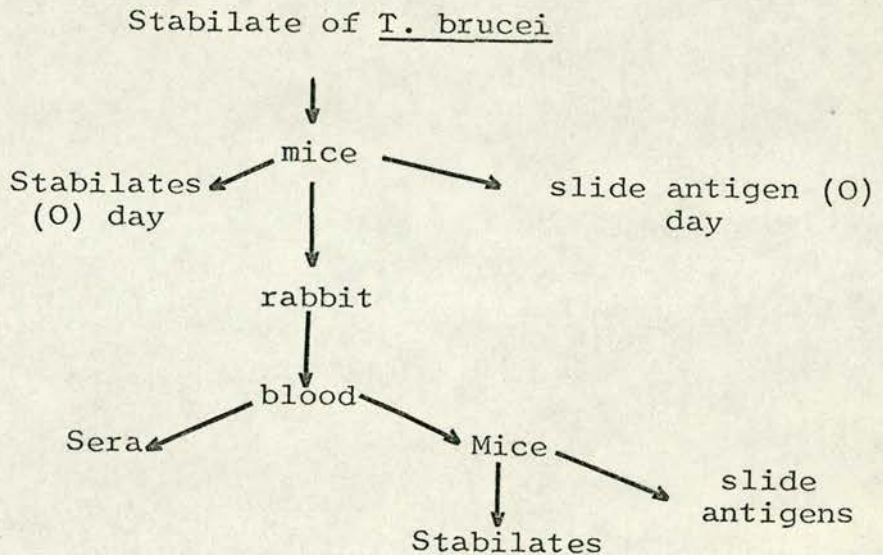 Stabilate of T. brucei
mice
Stabilates
(O) day
slide antigen (O)
day
rabbit
blood
Sera
Mice
slide
antigens
Stabilates